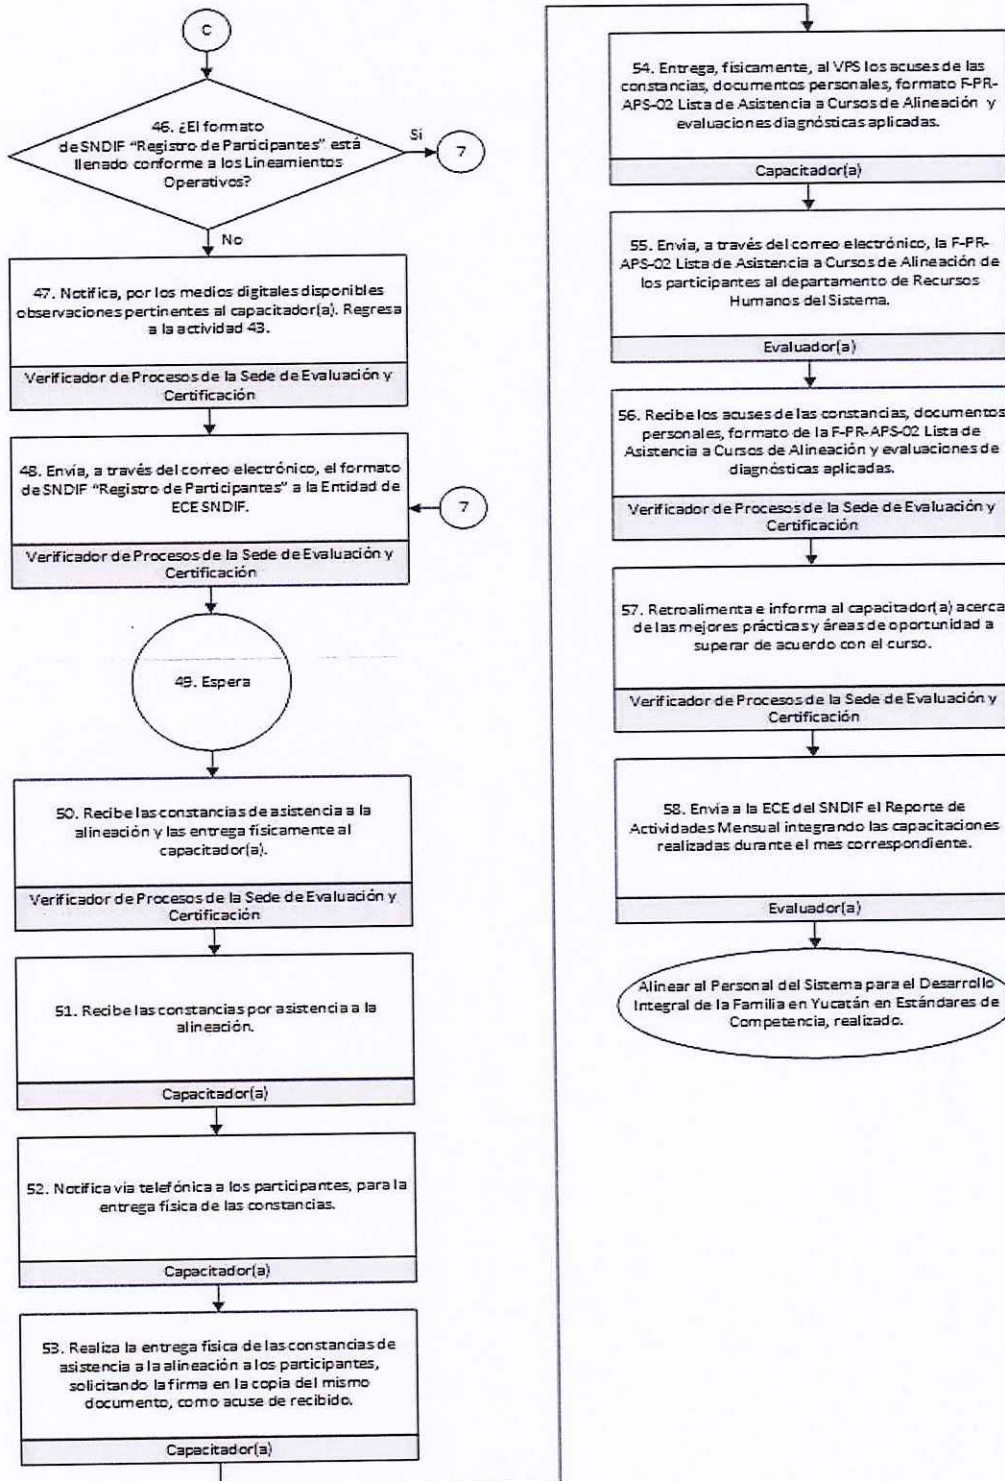 C
46. ¿El formato
de SNDIF “Registro de Participantes” está
llenado conforme a los Lineamientos
Operativos?
Si
7
No
47. Notifica, por los medios digitales disponibles
observaciones pertinentes al capacitador(a). Regresa
a la actividad 43.
Verificador de Procesos de la Sede de Evaluación y
Certificación
48. Envía, a través del correo electrónico, el formato
de SNDIF “Registro de Participantes” a la Entidad de
ECE SNDIF.
7
Verificador de Procesos de la Sede de Evaluación y
Certificación
49. Espera
50. Recibe las constancias de asistencia a la
alineación y las entrega físicamente al
capacitador(a).
Verificador de Procesos de la Sede de Evaluación y
Certificación
51. Recibe las constancias por asistencia a la
alineación.
Capacitador(a)
52. Notifica vía telefónica a los participantes, para la
entrega física de las constancias.
Capacitador(a)
53. Realiza la entrega física de las constancias de
asistencia a la alineación a los participantes,
solicitando la firma en la copia del mismo
documento, como acuse de recibido.
Capacitador(a)
54. Entrega, físicamente, al VPS los acuses de las
constancias, documentos personales, formato F-PR-
APS-02 Lista de Asistencia a Cursos de Alineación y
evaluaciones diagnósticas aplicadas.
Capacitador(a)
55. Envía, a través del correo electrónico, la F-PR-
APS-02 Lista de Asistencia a Cursos de Alineación de
los participantes al departamento de Recursos
Humanos del Sistema.
Evaluador(a)
56. Recibe los acuses de las constancias, documentos
personales, formato de la F-PR-APS-02 Lista de
Asistencia a Cursos de Alineación y evaluaciones de
diagnósticas aplicadas.
Verificador de Procesos de la Sede de Evaluación y
Certificación
57. Retroalimenta e informa al capacitador(a) acerca
de las mejores prácticas y áreas de oportunidad a
superar de acuerdo con el curso.
Verificador de Procesos de la Sede de Evaluación y
Certificación
58. Envía a la ECE del SNDIF el Reporte de
Actividades Mensual integrando las capacitaciones
realizadas durante el mes correspondiente.
Evaluador(a)
Alinear al Personal del Sistema para el Desarrollo
Integral de la Familia en Yucatán en Estándares de
Competencia, realizado.